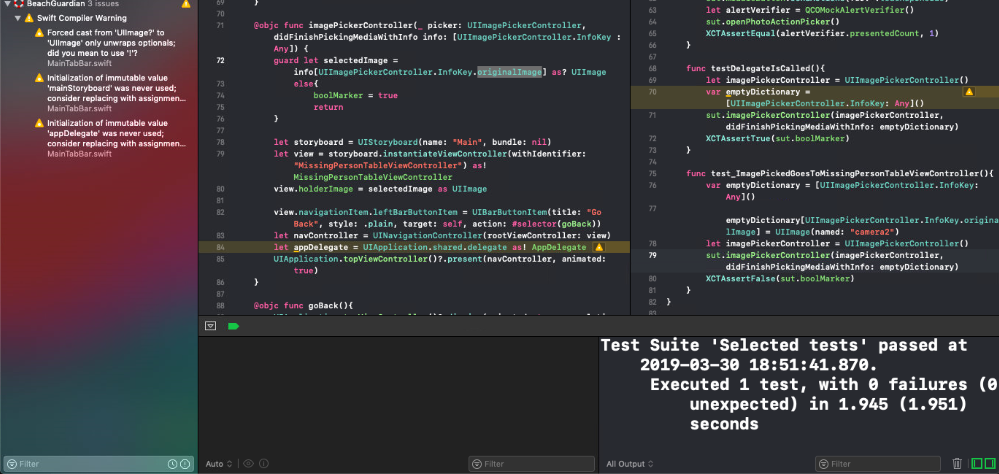 BeachGuardian 3 issues
Swift Compiler Warning
Forced cast from 'UIImage?' to
'UIImage' only unwraps optionals;
did you mean to use '!'?
MainTabBar.swift
Initialization of immutable value
'mainStoryboard' was never used;
consider replacing with assignmen...
MainTabBar.swift
Initialization of immutable value
'appDelegate' was never used;
consider replacing with assignmen...
MainTabBar.swift
Filter
69 }
70
71 @objc func imagePickerController(_ picker: UIImagePickerController,
didFinishPickingMediaWithInfo info: [UIImagePickerController.InfoKey :
Any]) {
72 guard let selectedImage =
info[UIImagePickerController.InfoKey.originalImage] as? UIImage
73 else{
74 boolMarker = true
75 return
76 }
77
78 let storyboard = UIStoryboard(name: "Main", bundle: nil)
79 let view = storyboard.instantiateViewController(withIdentifier:
"MissingPersonTableViewController") as!
MissingPersonTableViewController
80 view.holderImage = selectedImage as UIImage
81
82 view.navigationItem.leftBarButtonItem = UIBarButtonItem(title: "Go
Back", style: .plain, target: self, action: #selector(goBack))
83 let navController = UINavigationController(rootViewController: view)
84 let appDelegate = UIApplication.shared.delegate as! AppDelegate
85 UIApplication.topViewController()?.present(navController, animated:
true)
86 }
87
88 @objc func goBack(){
63 let alertVerifier = QCOMockAlertVerifier()
64 sut.openPhotoActionPicker()
65 XCTAssertEqual(alertVerifier.presentedCount, 1)
66 }
67
68 func testDelegateIsCalled(){
69 let imagePickerController = UIImagePickerController()
70 var emptyDictionary =
[UIImagePickerController.InfoKey: Any]()
71 sut.imagePickerController(imagePickerController,
didFinishPickingMediaWithInfo: emptyDictionary)
72 XCTAssertTrue(sut.boolMarker)
73 }
74
75 func test_ImagePickedGoesToMissingPersonTableViewController(){
76 var emptyDictionary = [UIImagePickerController.InfoKey:
Any]()
77
emptyDictionary[UIImagePickerController.InfoKey.origina
lImage] = UIImage(named: "camera2")
78 let imagePickerController = UIImagePickerController()
79 sut.imagePickerController(imagePickerController,
didFinishPickingMediaWithInfo: emptyDictionary)
80 XCTAssertFalse(sut.boolMarker)
81 }
82 }
83
Auto
Filter
Test Suite 'Selected tests' passed at
2019-03-30 18:51:41.870.
Executed 1 test, with 0 failures (0
unexpected) in 1.945 (1.951)
seconds
All Output
Filter